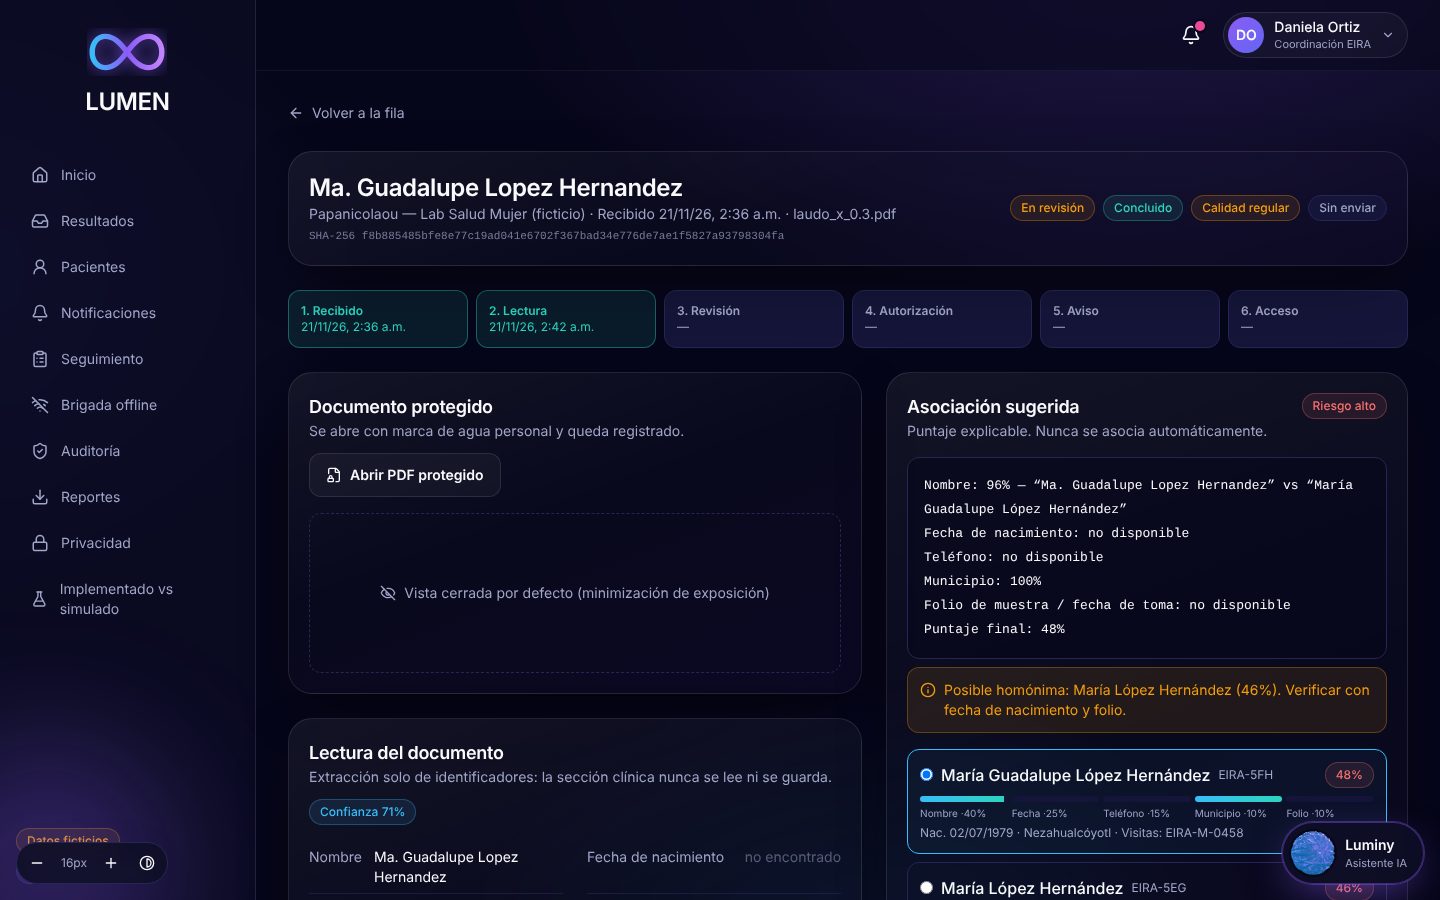 LUMEN
Inicio
Resultados
Pacientes
Notificaciones
Seguimiento
Brigada offline
Auditoría
Reportes
Privacidad
Implementado vs
simulado
Datos ficticios
16px
DO
Daniela Ortiz
Coordinación EIRA
Volver a la fila
Ma. Guadalupe Lopez Hernandez
Papanicolaou — Lab Salud Mujer (ficticio) · Recibido 21/11/26, 2:36 a.m. · laudo_x_0.3.pdf
SHA-256 f8b885485bfe8e77c19ad041e6702f367bad34e776de7ae1f5827a93798304fa
En revisión
Concluido
Calidad regular
Sin enviar
1. Recibido
21/11/26, 2:36 a.m.
2. Lectura
21/11/26, 2:42 a.m.
3. Revisión
—
4. Autorización
—
5. Aviso
—
6. Acceso
—
Documento protegido
Se abre con marca de agua personal y queda registrado.
Abrir PDF protegido
Vista cerrada por defecto (minimización de exposición)
Lectura del documento
Extracción solo de identificadores: la sección clínica nunca se lee ni se guarda.
Confianza 71%
Nombre Ma. Guadalupe Lopez
Hernandez
Fecha de nacimiento no encontrado
Asociación sugerida
Riesgo alto
Puntaje explicable. Nunca se asocia automáticamente.
Nombre: 96% — “Ma. Guadalupe Lopez Hernandez” vs “María
Guadalupe López Hernández”
Fecha de nacimiento: no disponible
Teléfono: no disponible
Municipio: 100%
Folio de muestra / fecha de toma: no disponible
Puntaje final: 48%
Posible homónima: María López Hernández (46%). Verificar con
fecha de nacimiento y folio.
María Guadalupe López Hernández EIRA-5FH 48%
Nombre ·40% Fecha ·25% Teléfono ·15% Municipio ·10% Folio ·10%
Nac. 02/07/1979 · Nezahualcóyotl · Visitas: EIRA-M-0458
María López Hernández EIRA-5EG 46%
Luminy
Asistente IA